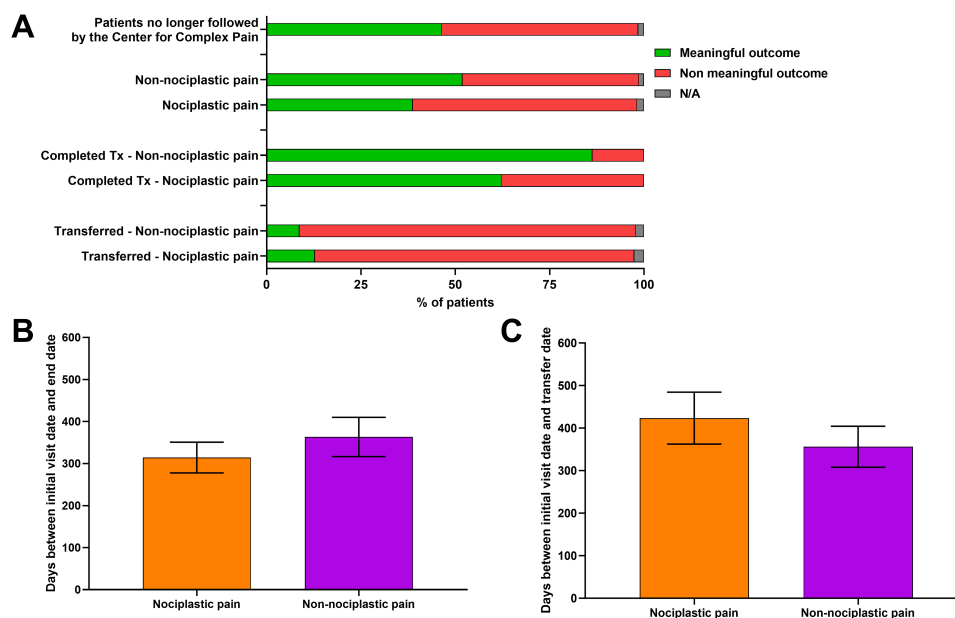 A
Patients no longer followed
by the Center for Complex Pain
Non-nociplastic pain
Nociplastic pain
Completed Tx - Non-nociplastic pain
Completed Tx - Nociplastic pain
Transferred - Non-nociplastic pain
Transferred - Nociplastic pain
0 25 50 75 100
% of patients
Meaningful outcome
Non meaningful outcome
N/A
B
Days between initial visit date and end date
600
500
400
300
200
100
0
Nociplastic pain Non-nociplastic pain
C
Days between initial visit date and transfer date
600
500
400
300
200
100
0
Nociplastic pain Non-nociplastic pain